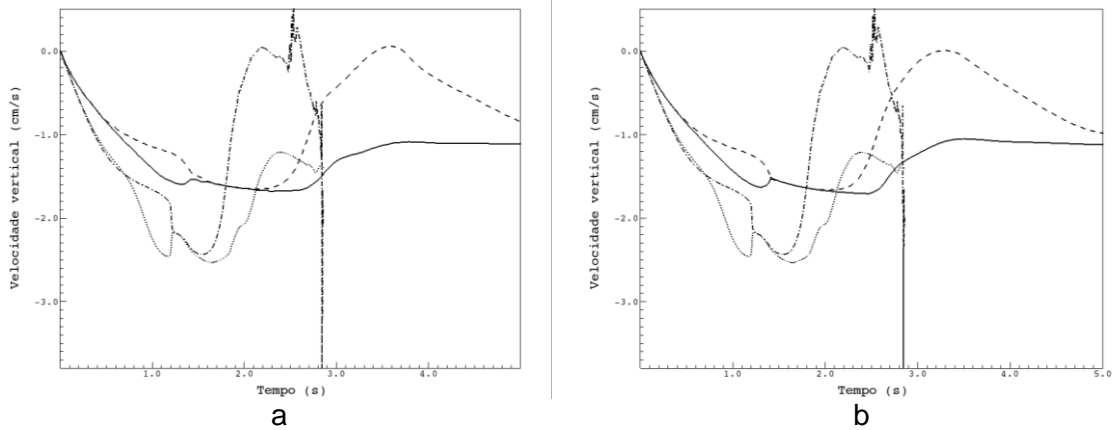 0.0
-1.0
-2.0
-3.0
Velocidade vertical (cm/s)
1.0 2.0 3.0 4.0
Tempo (s)
a
0.0
-1.0
-2.0
-3.0
Velocidade vertical (cm/s)
1.0 2.0 3.0 4.0 5.0
Tempo (s)
b